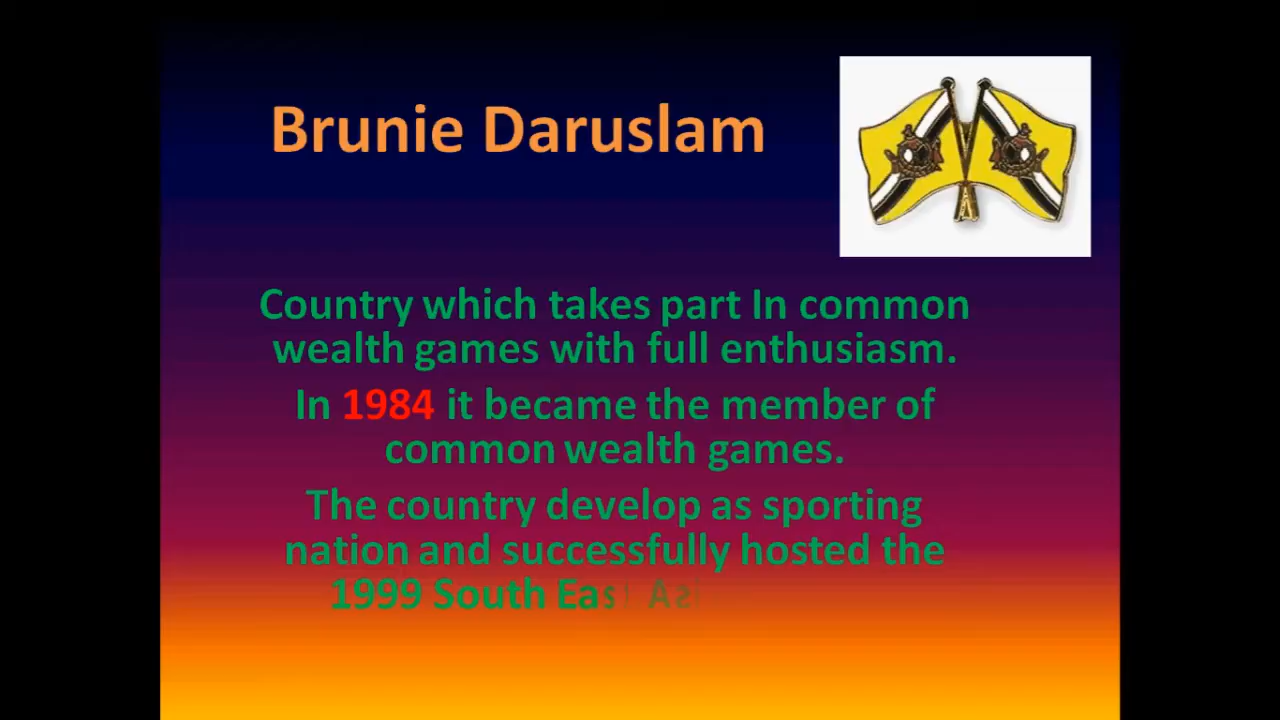 Brunie Daruslam
Country which takes part In common
wealth games with full enthusiasm.
In 1984 it became the member of
common wealth games.
The country develop as sporting
nation and successfully hosted the
1999 South East